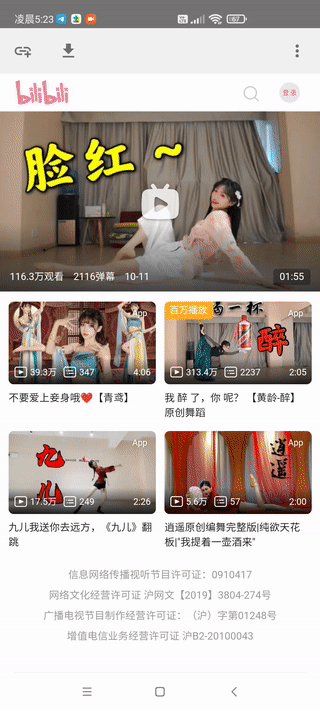 凌晨5:23
67
bilibili
登录
脸红~
116.3万观看 2116弹幕 10-11
01:55
App
39.3万 347 4:06
不要爱上妾身哦❤️【青鸢】
百万播放
一杯
醉
313.4万 2237 2:05
我 醉 了，你 呢？ 【黄龄-醉】
原创舞蹈
App
九儿
17.5万 249 2:26
九儿我送你去远方，《九儿》翻
跳
App
逍遥
5.6万 57 2:00
逍遥原创编舞完整版|纯欲天花
板|"我提着一壶酒来"
信息网络传播视听节目许可证：0910417
网络文化经营许可证 沪网文【2019】3804-274号
广播电视节目制作经营许可证：（沪）字第01248号
增值电信业务经营许可证 沪B2-20100043